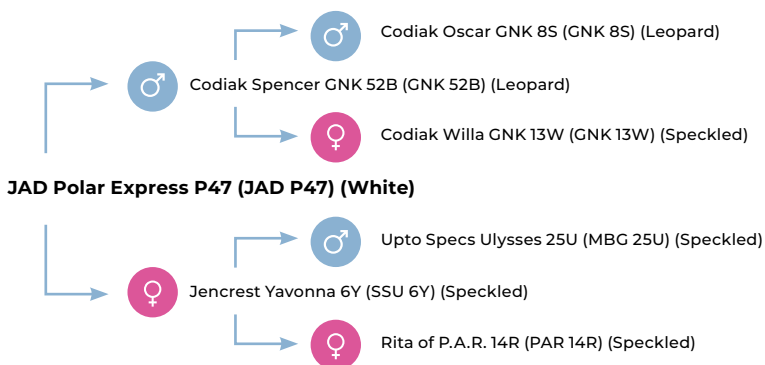 Codiak Oscar GNK 8S (GNK 8S) (Leopard)
Codiak Spencer GNK 52B (GNK 52B) (Leopard)
Codiak Willa GNK 13W (GNK 13W) (Speckled)
JAD Polar Express P47 (JAD P47) (White)
Upto Specs Ulysses 25U (MBG 25U) (Speckled)
Jencrest Yavonna 6Y (SSU 6Y) (Speckled)
Rita of P.A.R. 14R (PAR 14R) (Speckled)